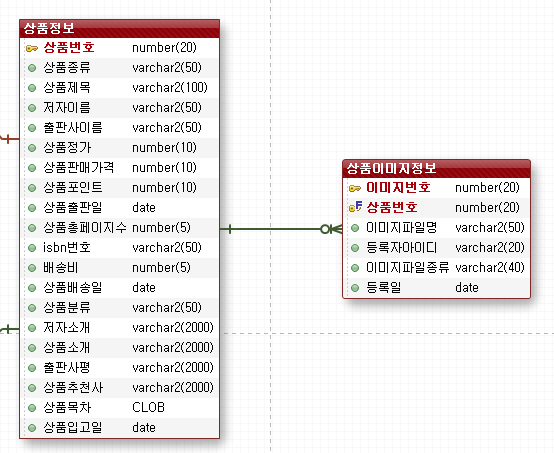 상품정보
상품번호 number(20)
상품종류 varchar2(50)
상품제목 varchar2(100)
저자이름 varchar2(50)
출판사이름 varchar2(50)
상품정가 number(10)
상품판매가격 number(10)
상품포인트 number(10)
상품출판일 date
상품총페이지수 number(5)
isbn번호 varchar2(50)
배송비 number(5)
상품배송일 date
상품분류 varchar2(50)
저자소개 varchar2(2000)
상품소개 varchar2(2000)
출판사평 varchar2(2000)
상품추천사 varchar2(2000)
상품목차 CLOB
상품입고일 date
상품이미지정보
이미지번호 number(20)
상품번호 number(20)
이미지파일명 varchar2(50)
등록자아이디 varchar2(20)
이미지파일종류 varchar2(40)
등록일 date